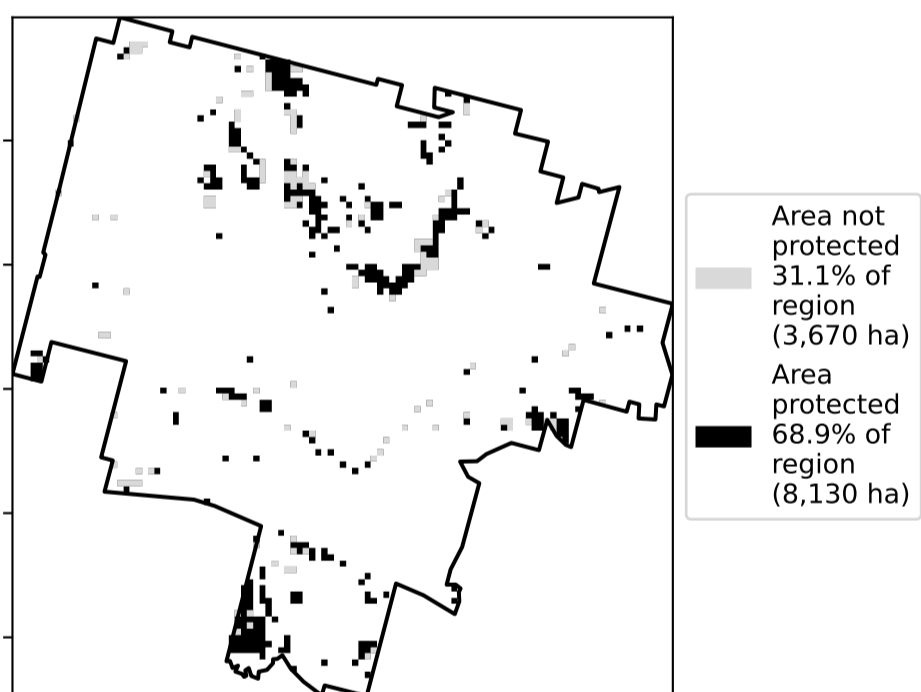 Area not
protected
31.1% of
region
(3,670 ha)
Area
protected
68.9% of
region
(8,130 ha)